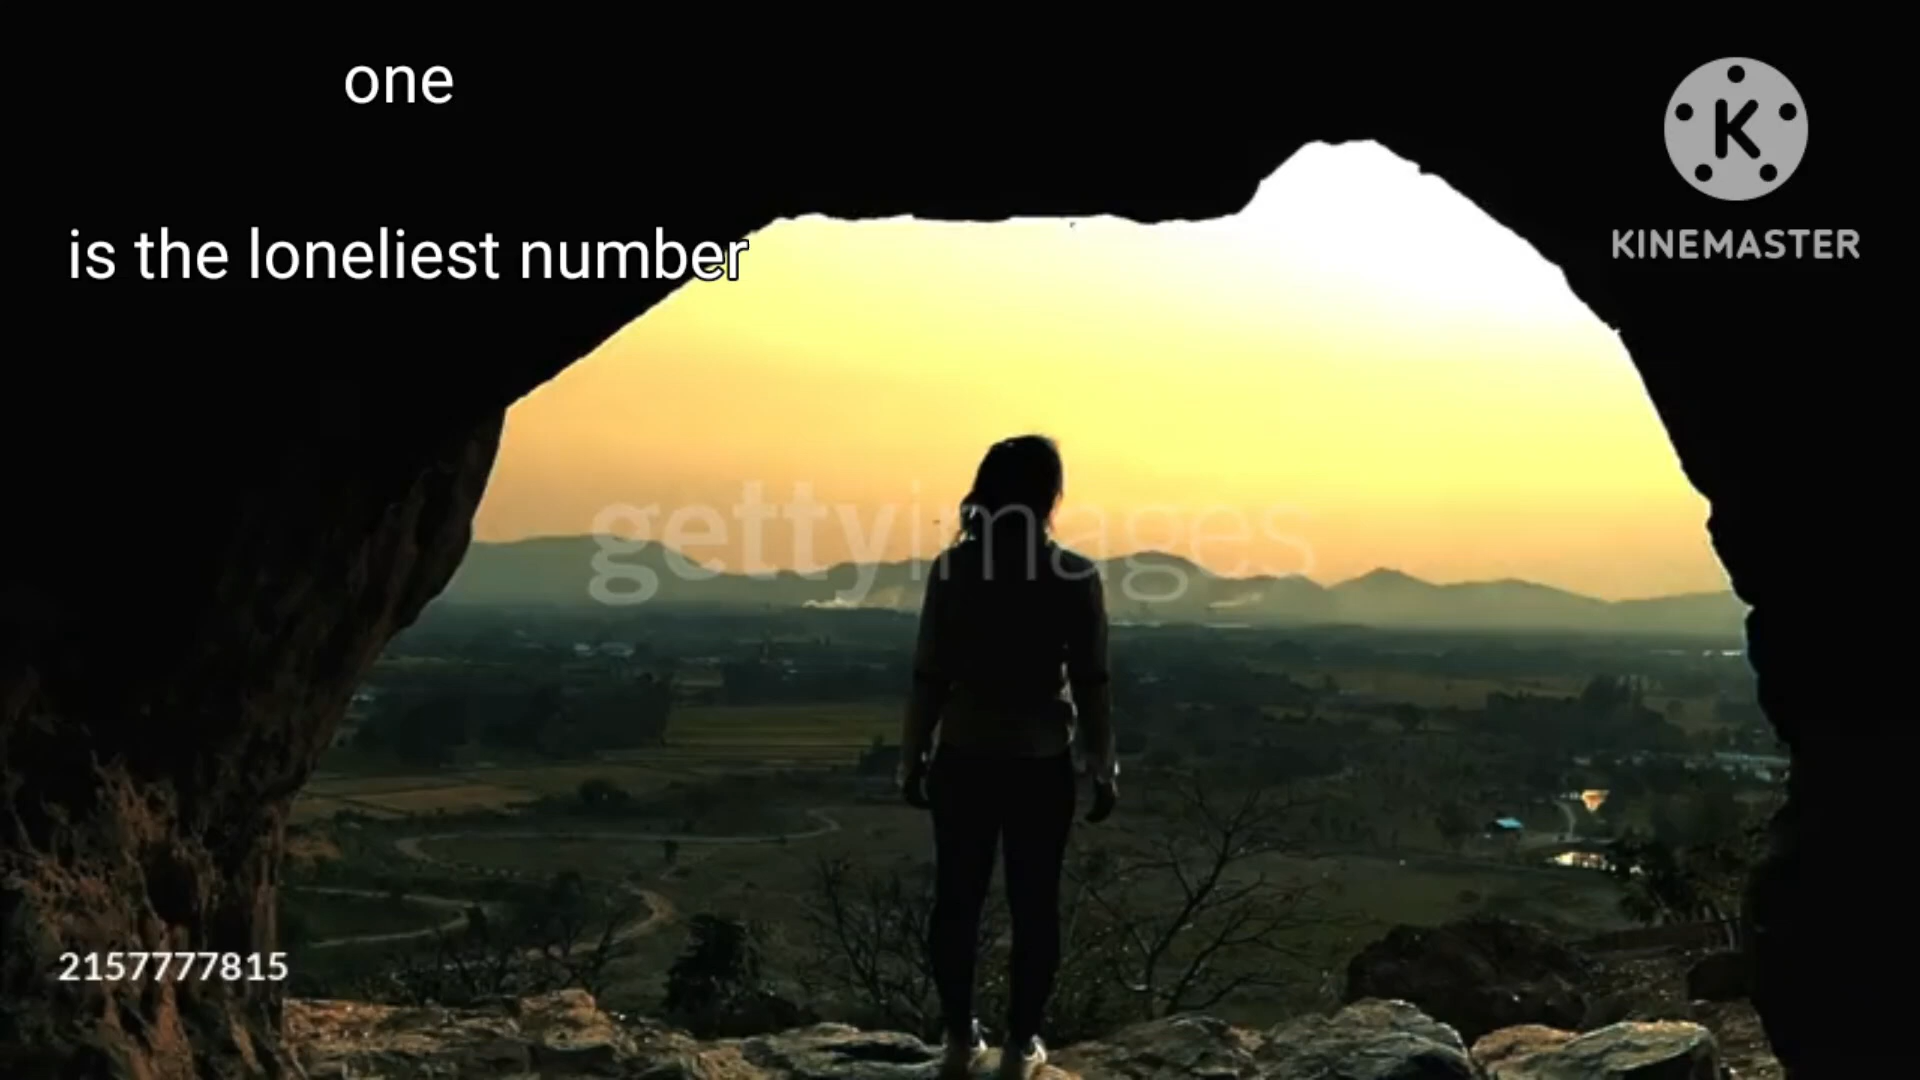 one
is the loneliest number
K
KINEMASTER
gettyimages
2157777815